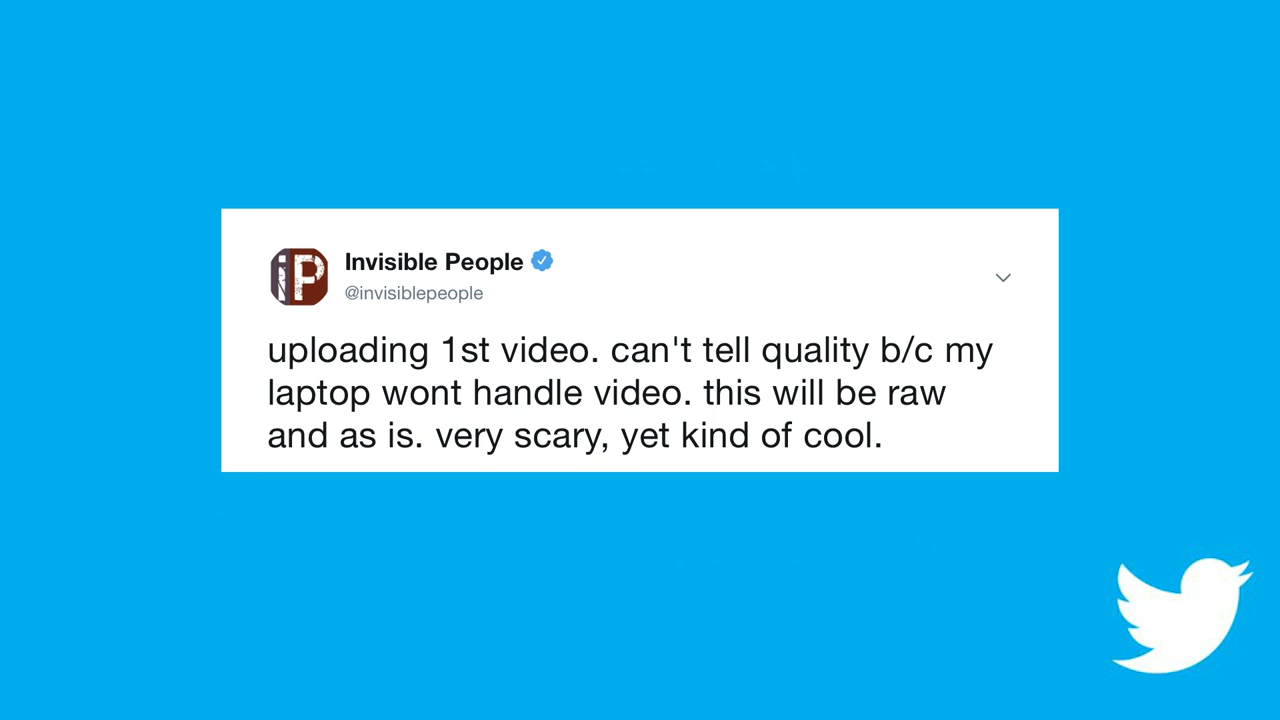 iP
Invisible People
@invisiblepeople
uploading 1st video. can't tell quality b/c my
laptop wont handle video. this will be raw
and as is. very scary, yet kind of cool.